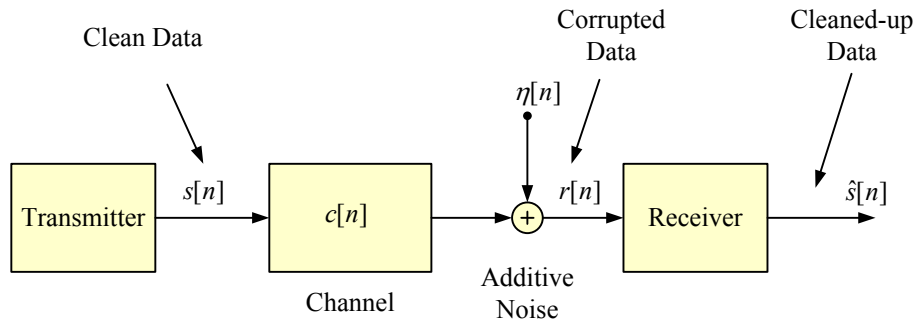 Clean Data
Corrupted
Data
Cleaned-up
Data
η[n]
Transmitter
s[n]
c[n]
+
r[n]
Receiver
ŝ[n]
Channel
Additive
Noise